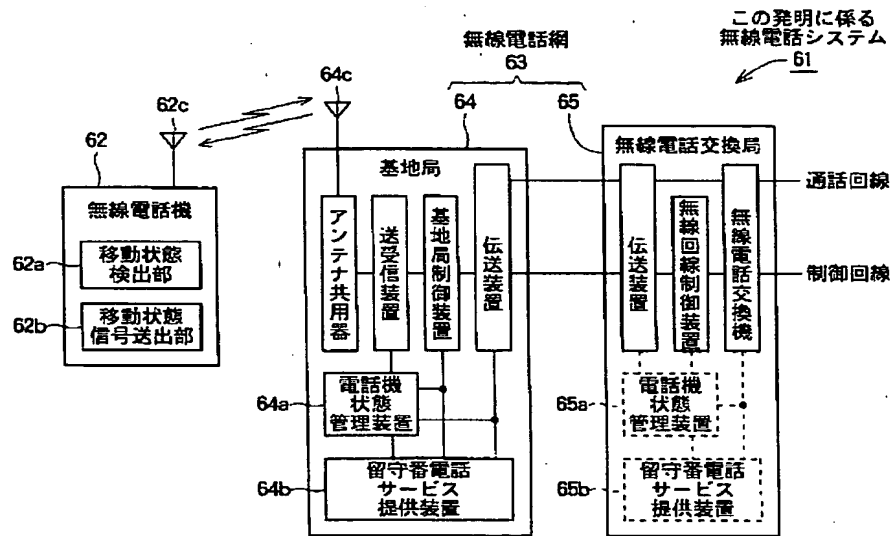 この発明に係る
無線電話システム
61
無線電話網
63
64
65
64c
62c
62
無線電話機
62a
移動状態
検出部
62b
移動状態
信号送出部
基地局
アンテナ共用器
送受信装置
基地局制御装置
伝送装置
64a
電話機
状態
管理装置
64b
留守番電話
サービス
提供装置
無線電話交換局
伝送装置
無線回線制御装置
無線電話交換機
通話回線
制御回線
65a
電話機
状態
管理装置
65b
留守番電話
サービス
提供装置